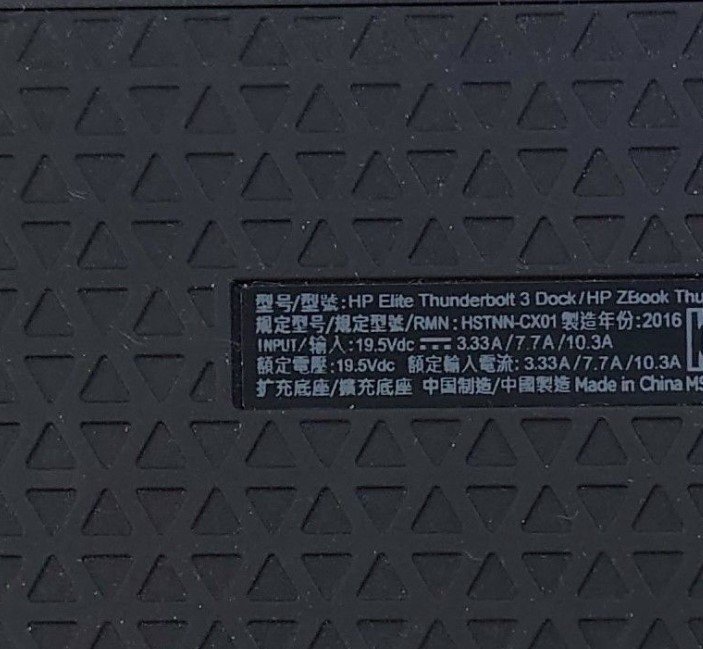 型号/型號:HP Elite Thunderbolt 3 Dock/HP ZBook Thu
规定型号/規定型號/RMN:HSTNN-CX01 製造年份:2016
INPUT/输入:19.5Vdc ⎓ 3.33A/7.7A/10.3A
額定電壓:19.5Vdc 額定輸入電流:3.33A/7.7A/10.3A
扩充底座/擴充底座 中国制造/中國製造 Made in China MS